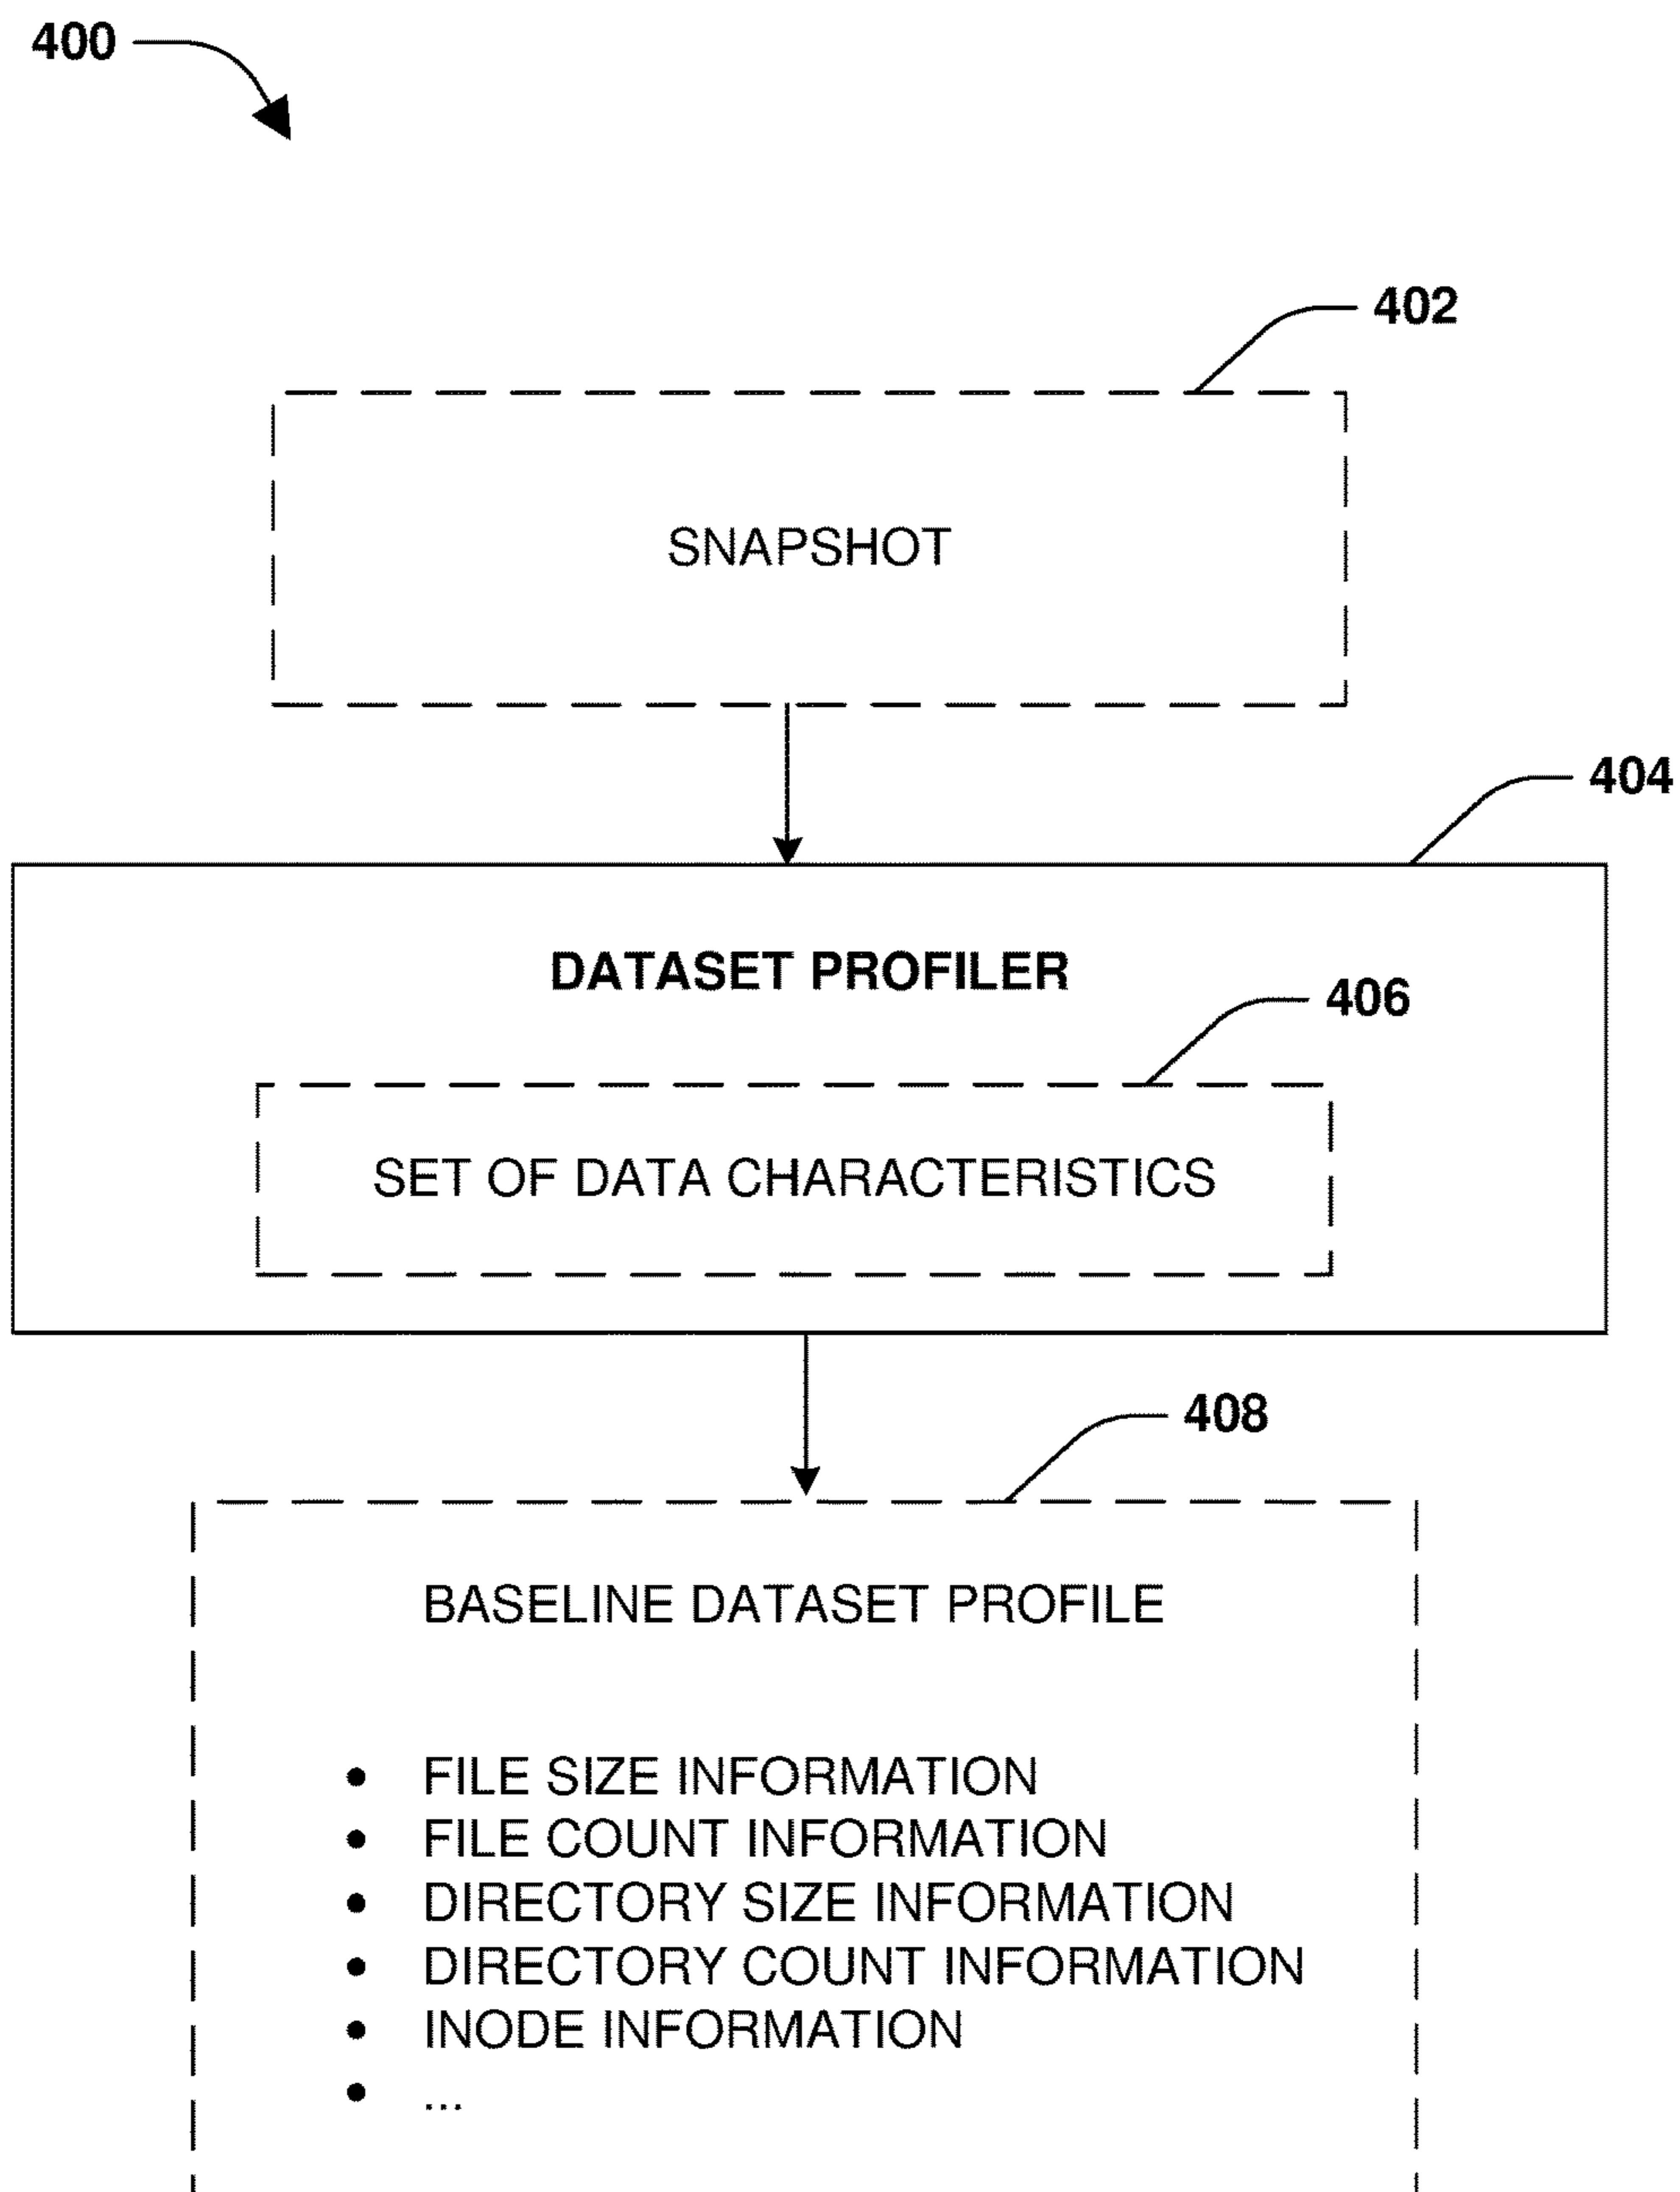 400
402
SNAPSHOT
404
DATASET PROFILER
406
SET OF DATA CHARACTERISTICS
408
BASELINE DATASET PROFILE
• FILE SIZE INFORMATION
• FILE COUNT INFORMATION
• DIRECTORY SIZE INFORMATION
• DIRECTORY COUNT INFORMATION
• INODE INFORMATION
• ...